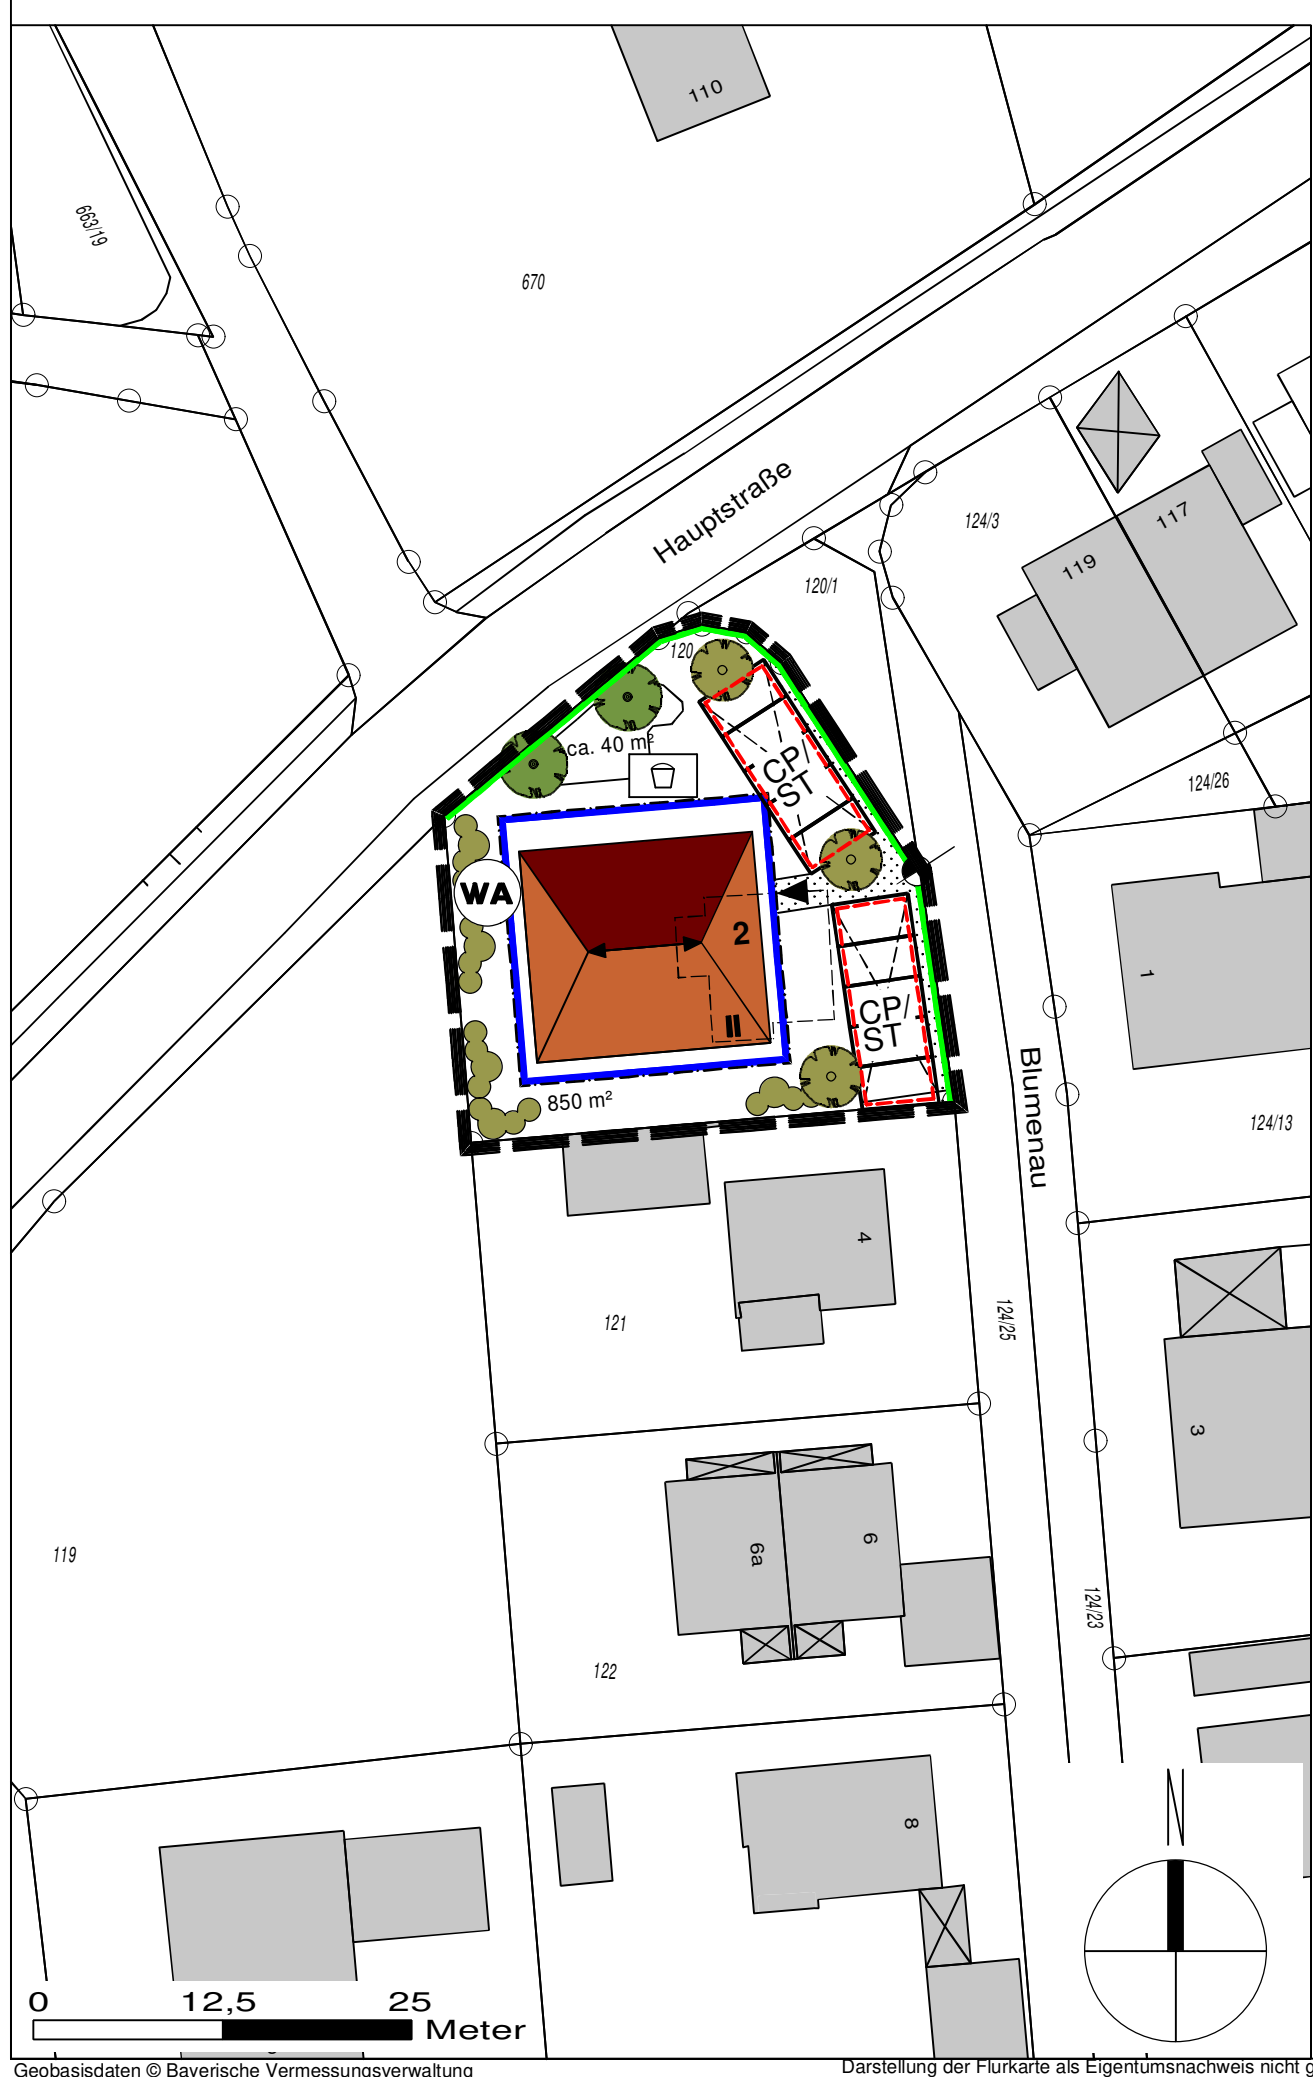 110
663/19
670
Hauptstraße
124/3
117
119
120/1
120
ca. 40 m²
CP/
ST
124/26
WA
2
1
II
CP/
ST
Blumenau
850 m²
124/13
4
121
124/25
3
6
6a
119
124/23
122
8
N
0 12,5 25
Meter
Geobasisdaten © Bayerische Vermessungsverwaltung
Darstellung der Flurkarte als Eigentumsnachweis nicht g